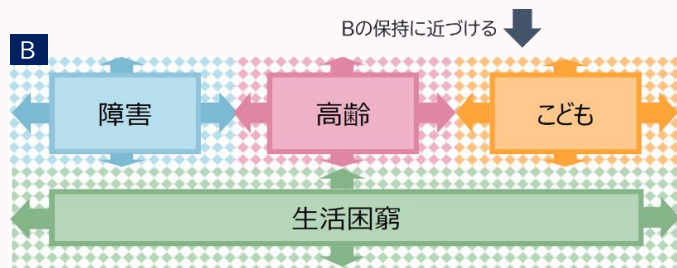 Bの保持に近づける
B
障害
高齢
こども
生活困窮